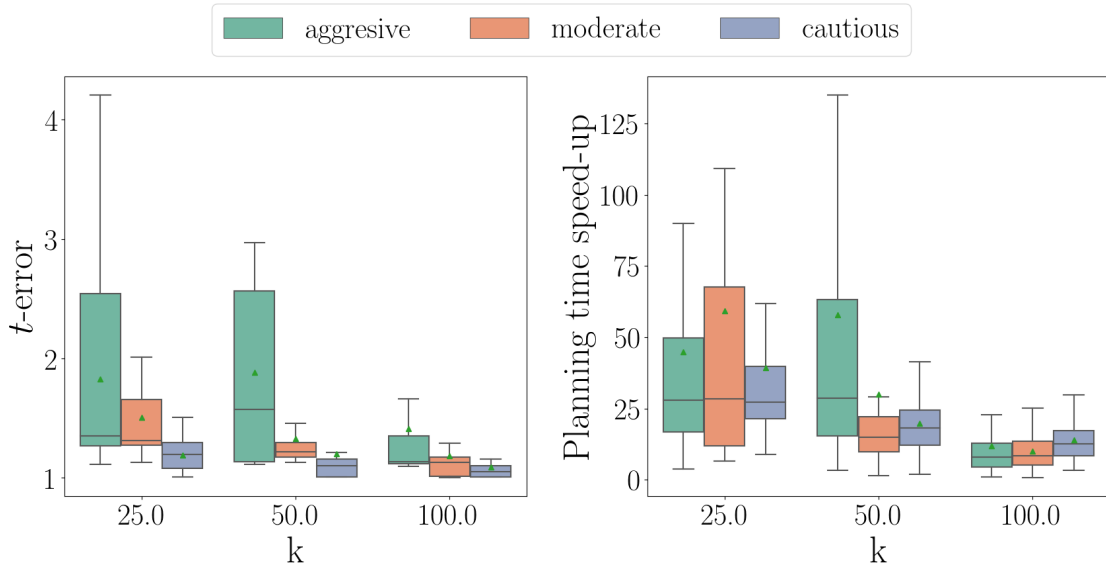 aggresive moderate cautious
t-error
4
3
2
1
25.0 50.0 100.0
k
Planning time speed-up
125
100
75
50
25
0
25.0 50.0 100.0
k